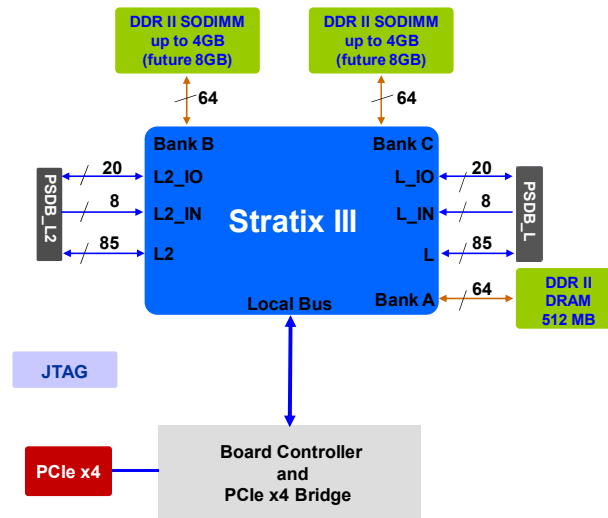 DDR II SODIMM
up to 4GB
(future 8GB)
DDR II SODIMM
up to 4GB
(future 8GB)
64
64
Bank B
Bank C
20
L2_IO
L_IO
20
PSDB_L2
8
L2_IN
Stratix III
L_IN
8
PSDB_L
85
L2
L
85
Bank A
64
DDR II
DRAM
512 MB
Local Bus
JTAG
PCIe x4
Board Controller
and
PCIe x4 Bridge